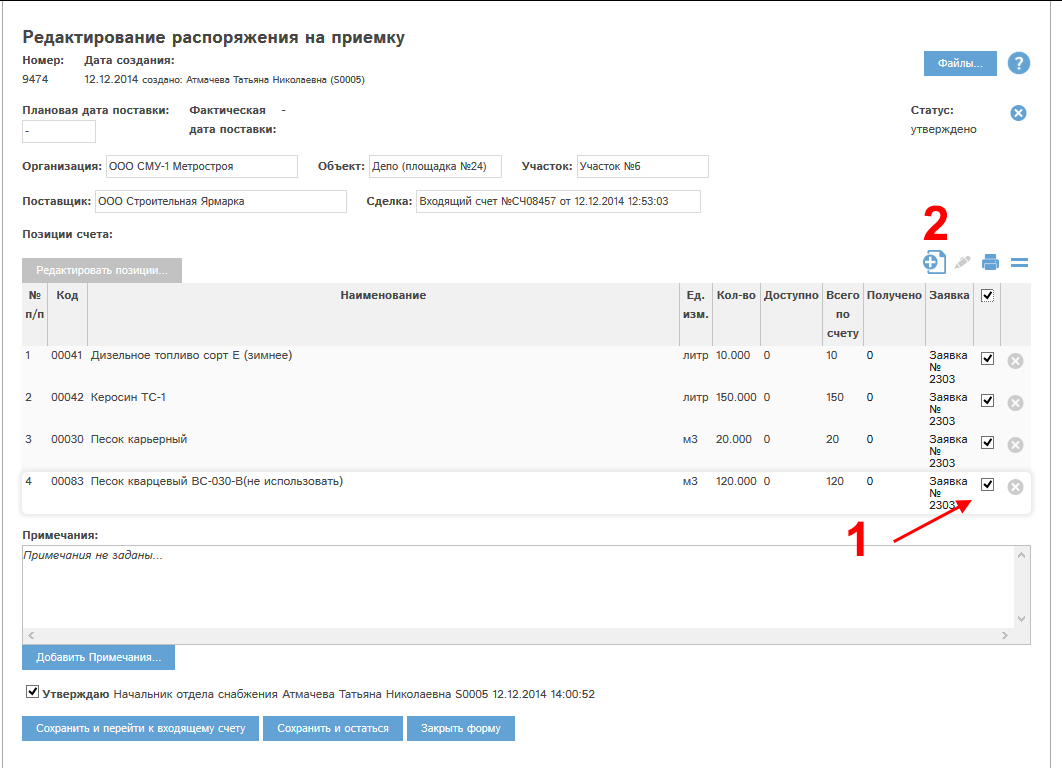 Редактирование распоряжения на приемку
Номер: Дата создания:
9474 12.12.2014 создано: Атмачева Татьяна Николаевна (S0005)
Файлы... ?
Плановая дата поставки: Фактическая дата поставки: -
-
Статус:
утверждено
Организация: ООО СМУ-1 Метростроя Объект: Депо (площадка №24) Участок: Участок №6
Поставщик: ООО Строительная Ярмарка Сделка: Входящий счет №СЧ08457 от 12.12.2014 12:53:03
Позиции счета:
2
Редактировать позиции...
№ п/п Код Наименование Ед. изм. Кол-во Доступно Всего по счету Получено Заявка
1 00041 Дизельное топливо сорт Е (зимнее) литр 10.000 0 10 0 Заявка № 2303
2 00042 Керосин ТС-1 литр 150.000 0 150 0 Заявка № 2303
3 00030 Песок карьерный м3 20.000 0 20 0 Заявка № 2303
4 00083 Песок кварцевый ВС-030-В(не использовать) м3 120.000 0 120 0 Заявка № 2303
1
Примечания:
Примечания не заданы...
Добавить Примечания...
Утверждаю Начальник отдела снабжения Атмачева Татьяна Николаевна S0005 12.12.2014 14:00:52
Сохранить и перейти к входящему счету Сохранить и остаться Закрыть форму